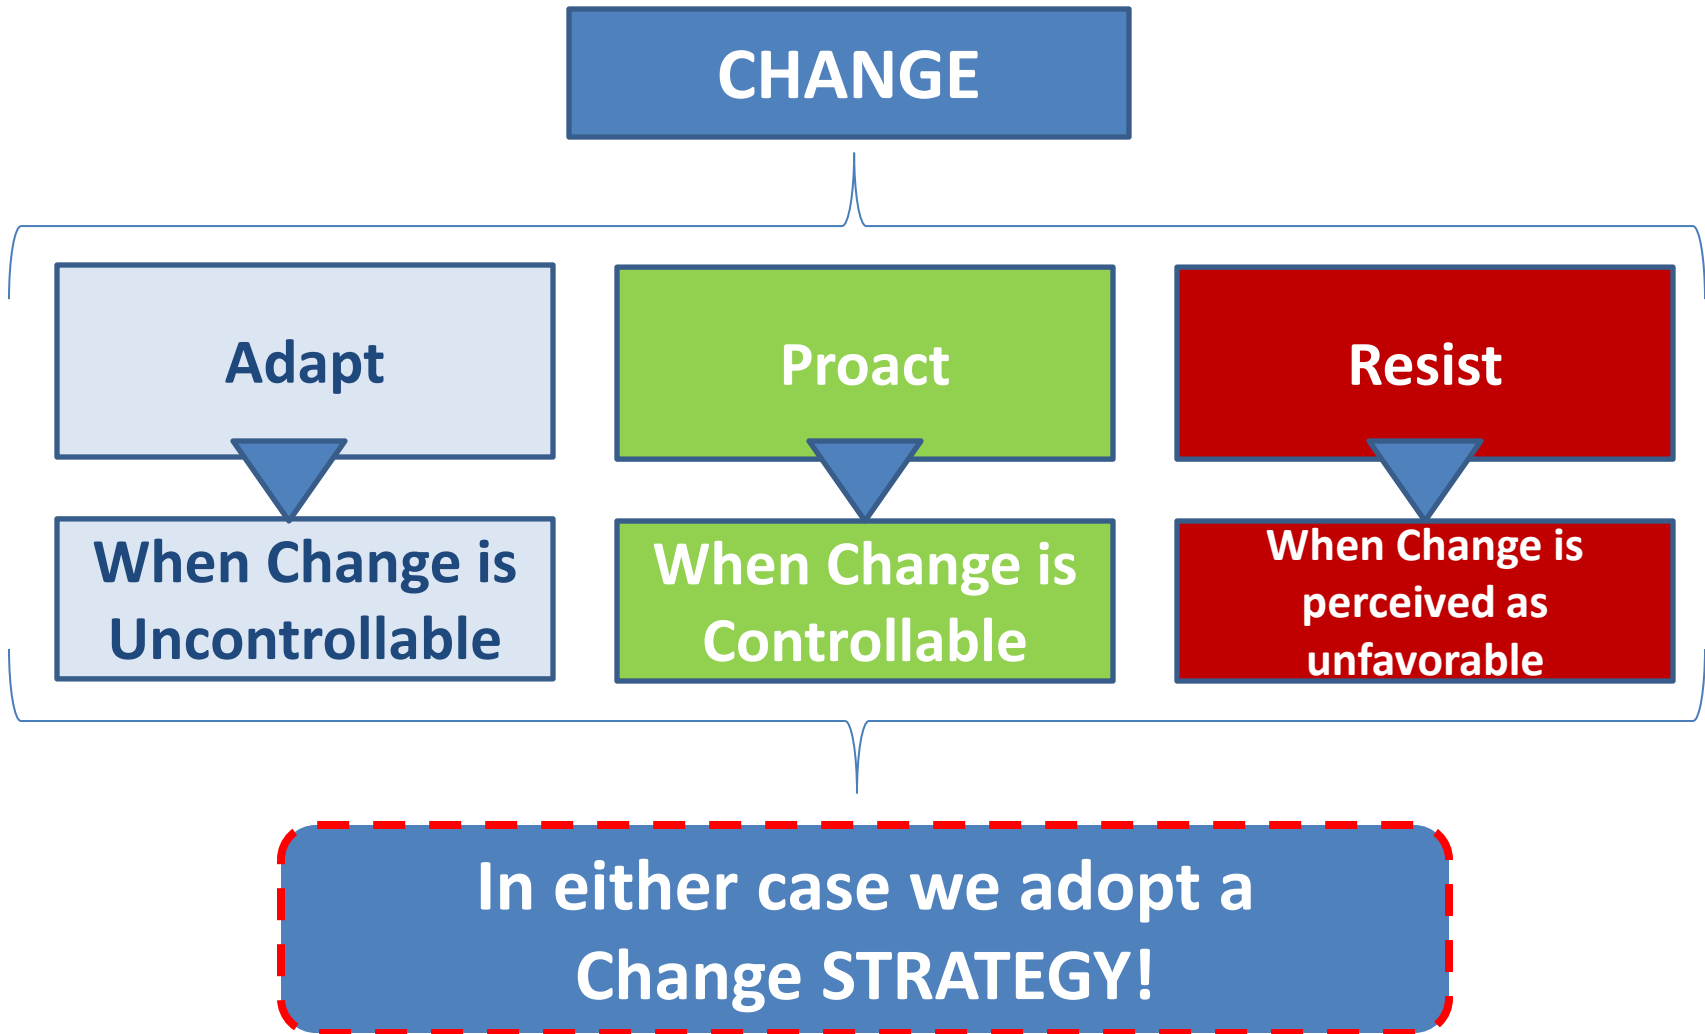 CHANGE
Adapt
Proact
Resist
When Change is
Uncontrollable
When Change is
Controllable
When Change is
perceived as
unfavorable
In either case we adopt a
Change STRATEGY!